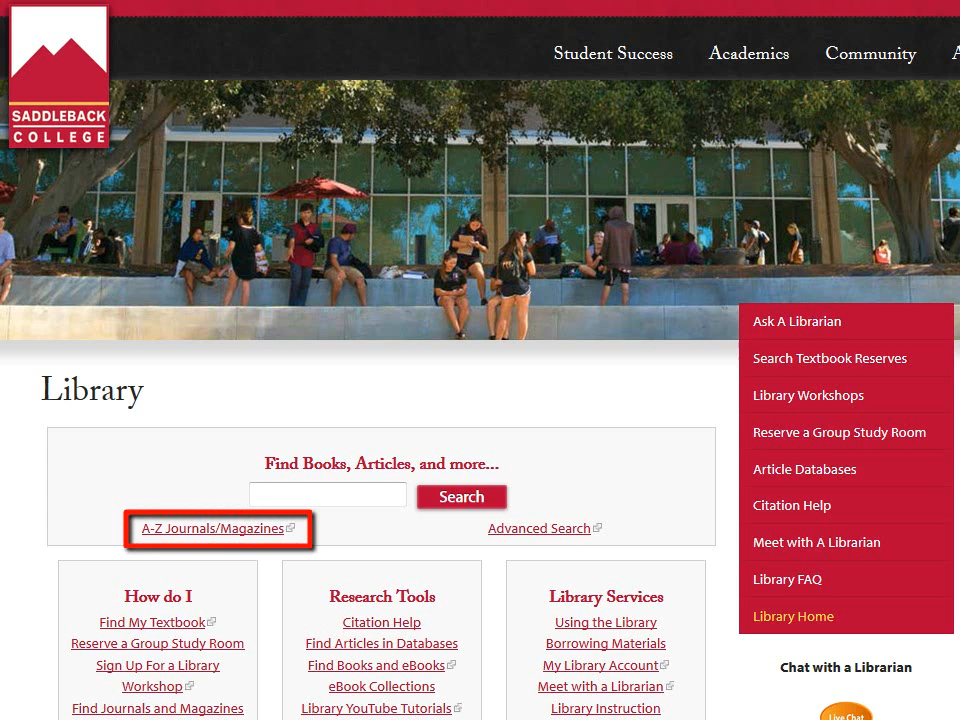 SADDLEBACK
COLLEGE
Student Success
Academics
Community
A
Library
Find Books, Articles, and more...
Search
A-Z Journals/Magazines
Advanced Search
How do I
Find My Textbook
Reserve a Group Study Room
Sign Up For a Library
Workshop
Find Journals and Magazines
Research Tools
Citation Help
Find Articles in Databases
Find Books and eBooks
eBook Collections
Library YouTube Tutorials
Library Services
Using the Library
Borrowing Materials
My Library Account
Meet with a Librarian
Library Instruction
Ask A Librarian
Search Textbook Reserves
Library Workshops
Reserve a Group Study Room
Article Databases
Citation Help
Meet with A Librarian
Library FAQ
Library Home
Chat with a Librarian
Live Chat